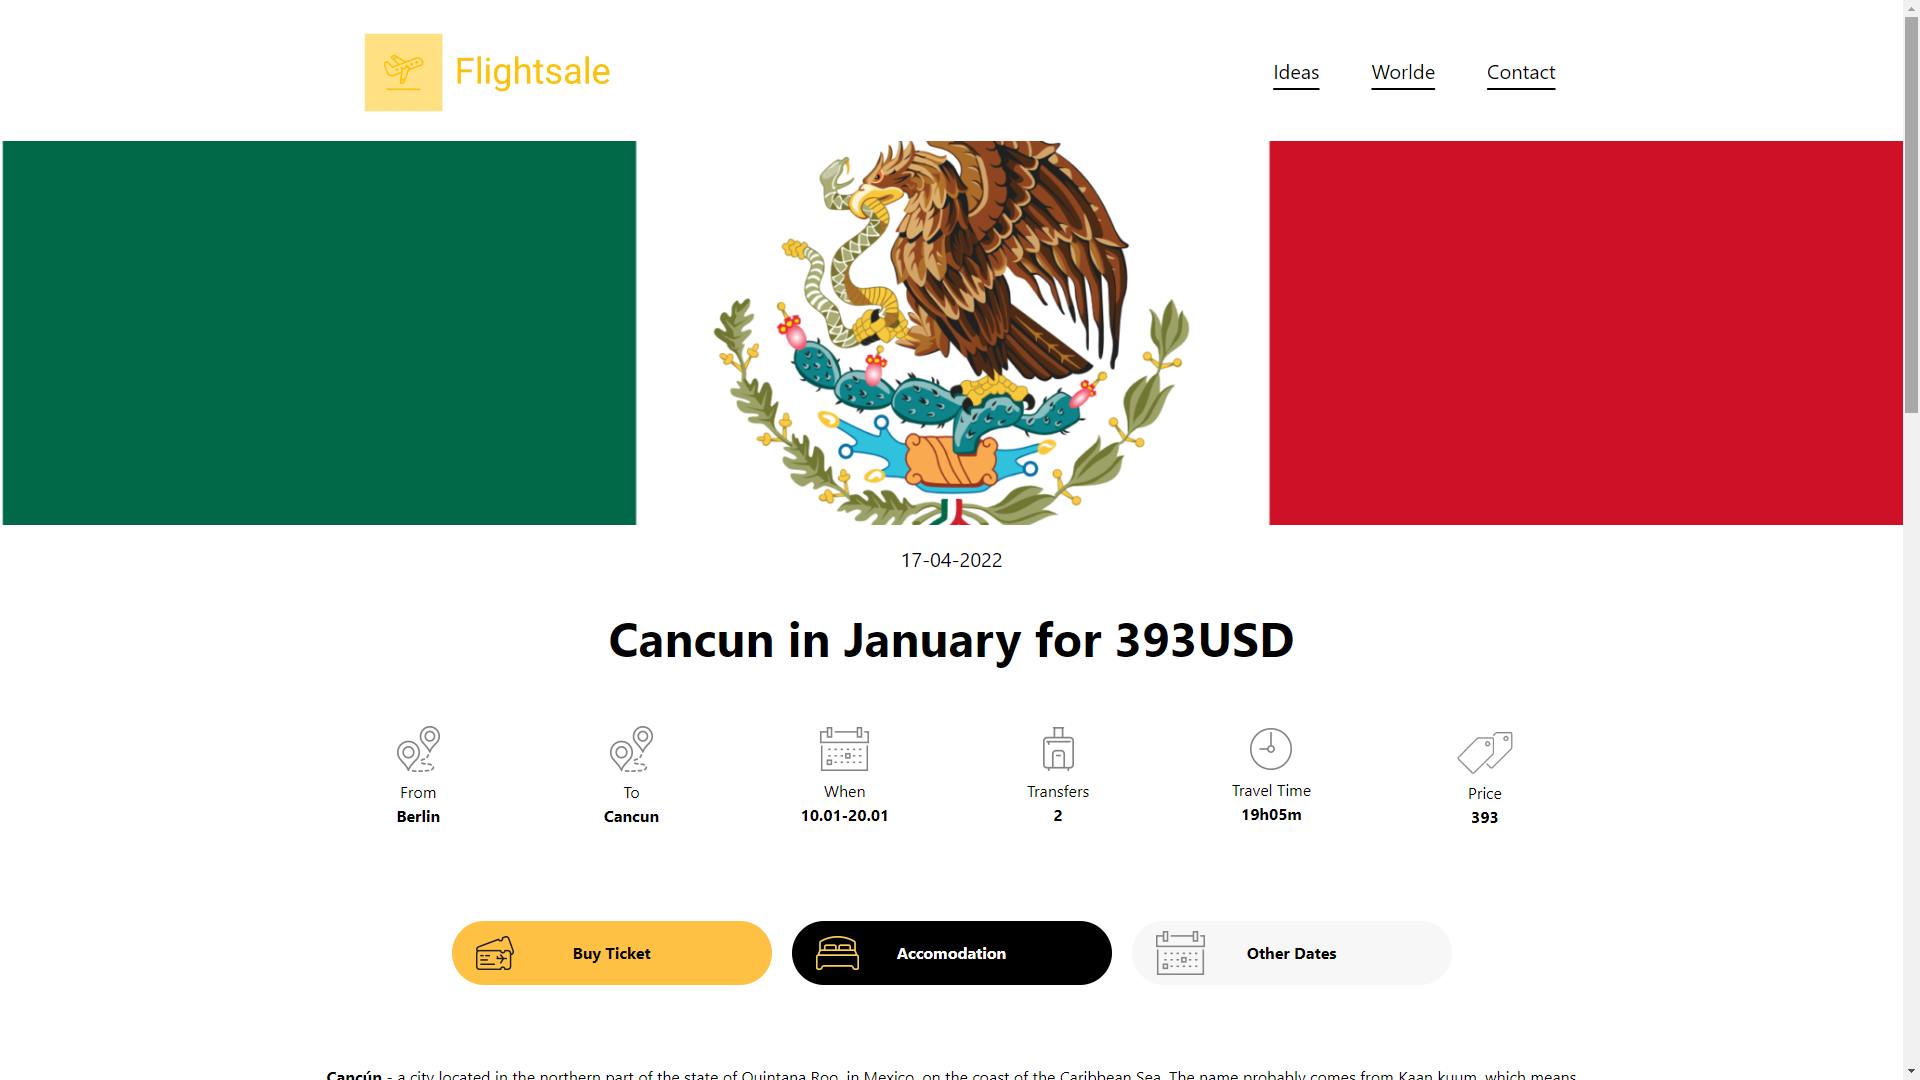 Flightsale
Ideas
Worlde
Contact
17-04-2022
Cancun in January for 393USD
From
Berlin
To
Cancun
When
10.01-20.01
Transfers
2
Travel Time
19h05m
Price
393
Buy Ticket
Accomodation
Other Dates
Cancún - a city located in the northern part of the state of Quintana Roo, in Mexico, on the coast of the Caribbean Sea. The name probably comes from Kaan kuum, which means